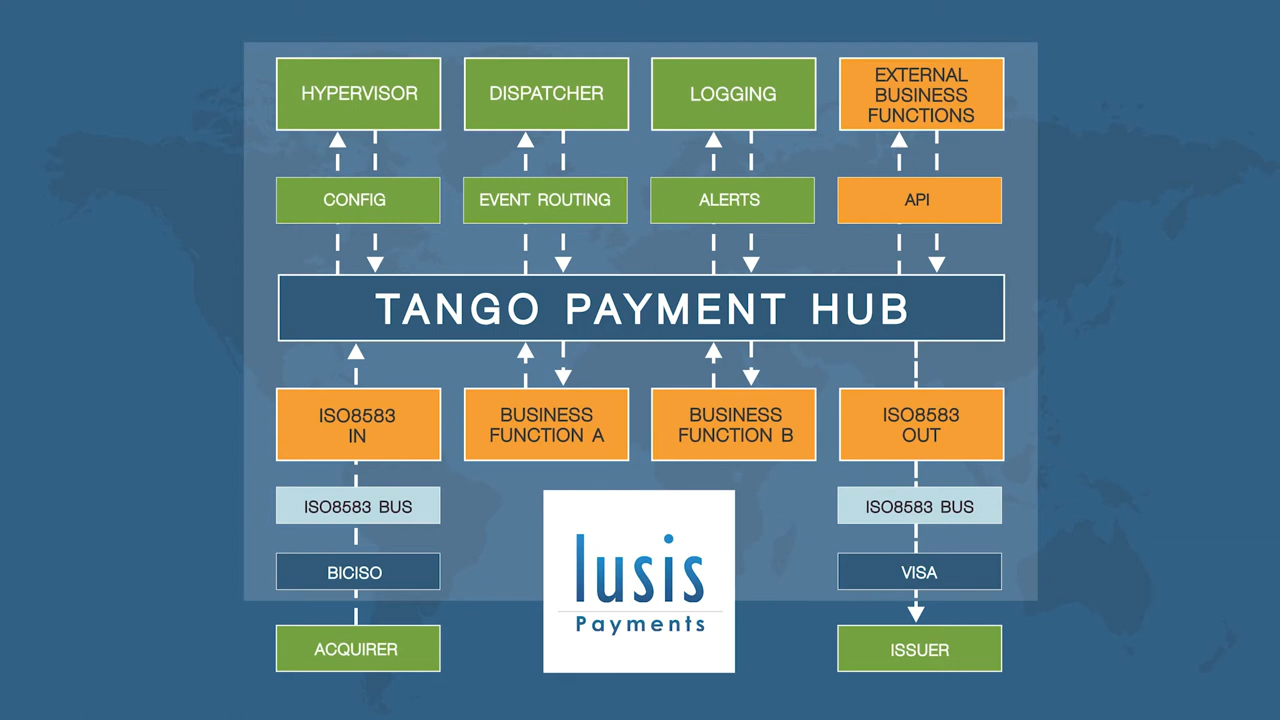 HYPERVISOR
DISPATCHER
LOGGING
EXTERNAL
BUSINESS
FUNCTIONS
CONFIG
EVENT ROUTING
ALERTS
API
TANGO PAYMENT HUB
ISO8583
IN
BUSINESS
FUNCTION A
BUSINESS
FUNCTION B
ISO8583
OUT
ISO8583 BUS
ISO8583 BUS
BICISO
VISA
lusis
Payments
ACQUIRER
ISSUER